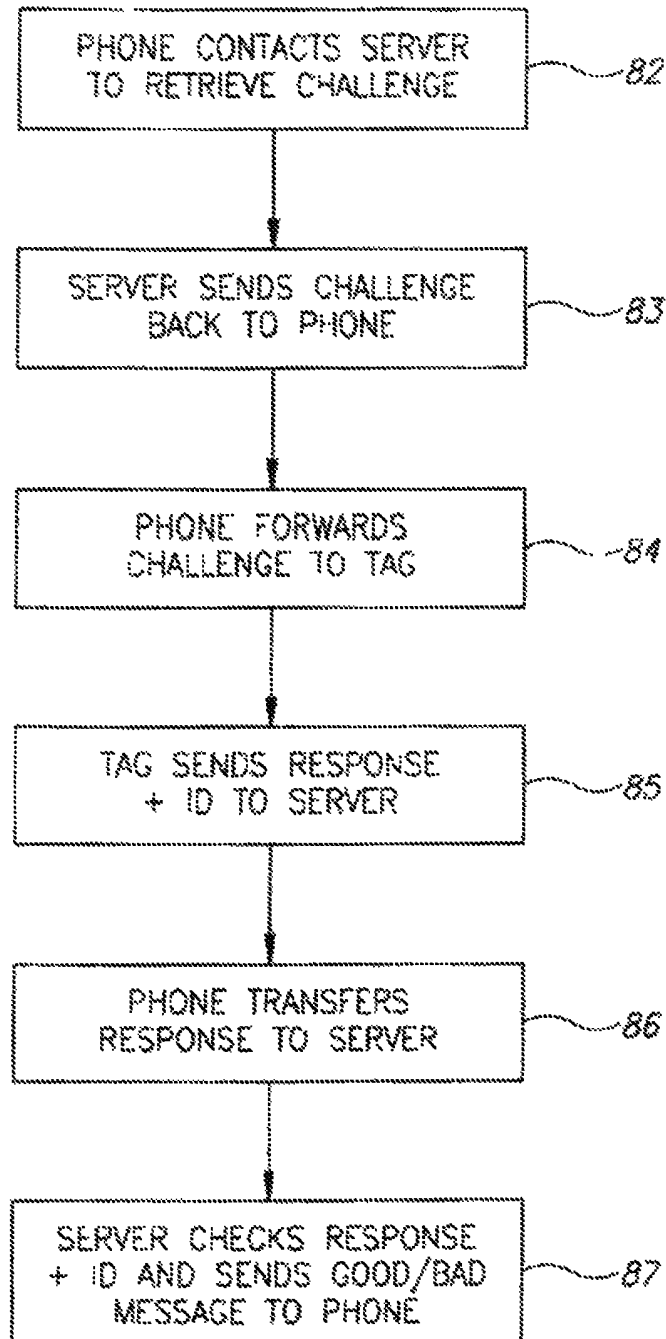 PHONE CONTACTS SERVER
TO RETRIEVE CHALLENGE
82
SERVER SENDS CHALLENGE
BACK TO PHONE
83
PHONE FORWARDS
CHALLENGE TO TAG
84
TAG SENDS RESPONSE
+ ID TO SERVER
85
PHONE TRANSFERS
RESPONSE TO SERVER
86
SERVER CHECKS RESPONSE
+ ID AND SENDS GOOD/BAD
MESSAGE TO PHONE
87